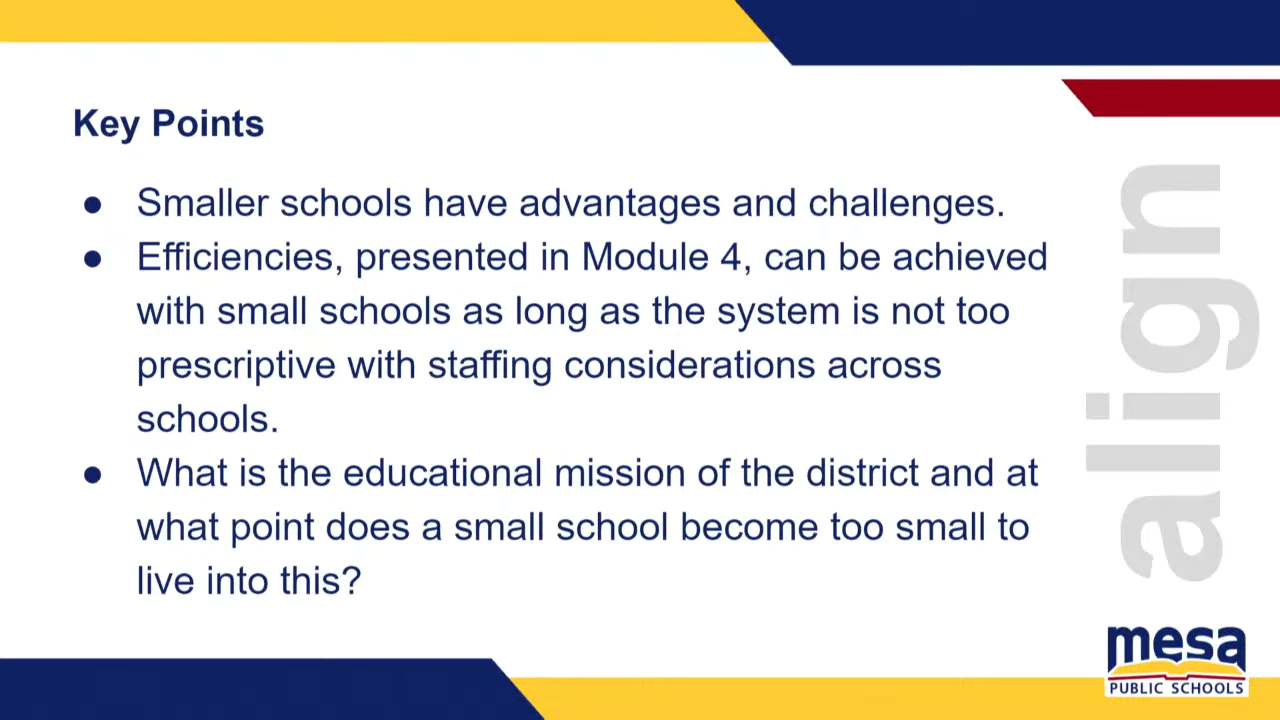 Key Points
● Smaller schools have advantages and challenges.
● Efficiencies, presented in Module 4, can be achieved
with small schools as long as the system is not too
prescriptive with staffing considerations across
schools.
● What is the educational mission of the district and at
what point does a small school become too small to
live into this?
align
mesa
PUBLIC SCHOOLS